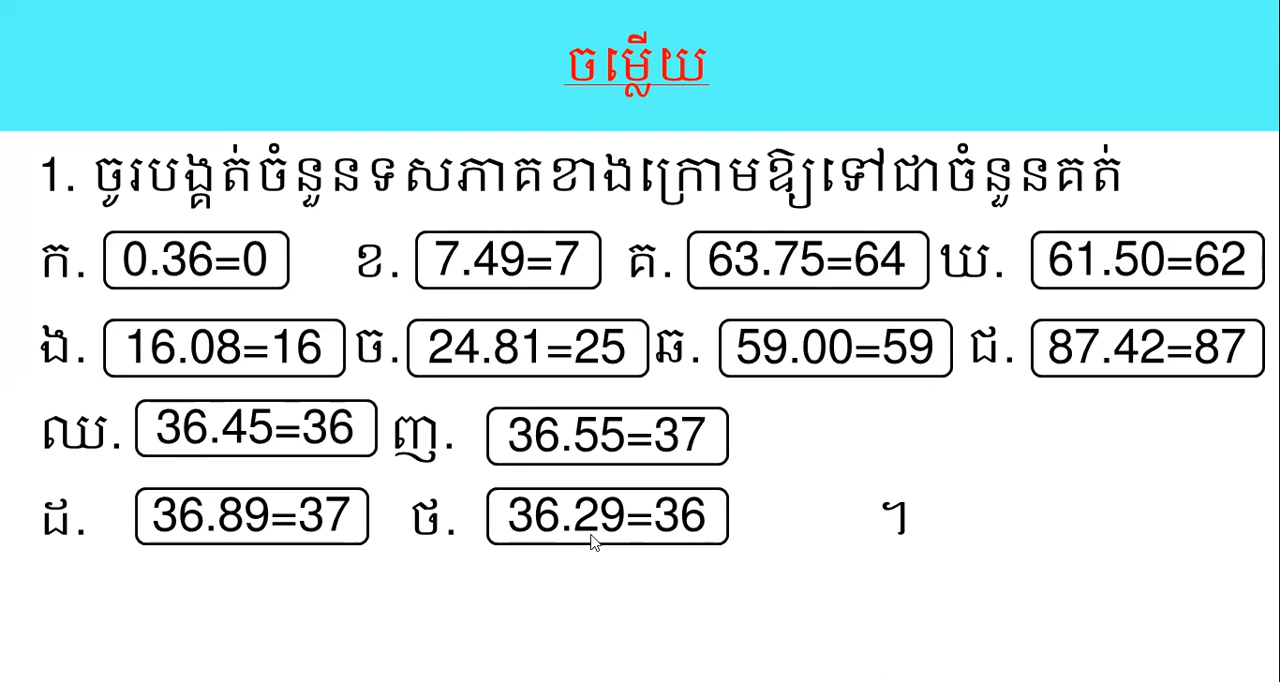 ចម្លើយ
1. ចូរបង្គត់ចំនួនទសភាគខាងក្រោមឱ្យទៅជាចំនួនគត់
ក. 0.36=0 ខ. 7.49=7 គ. 63.75=64 ឃ. 61.50=62
ង. 16.08=16 ច. 24.81=25 ឆ. 59.00=59 ជ. 87.42=87
ឈ. 36.45=36 ញ. 36.55=37
ដ. 36.89=37 ថ. 36.29=36 ។